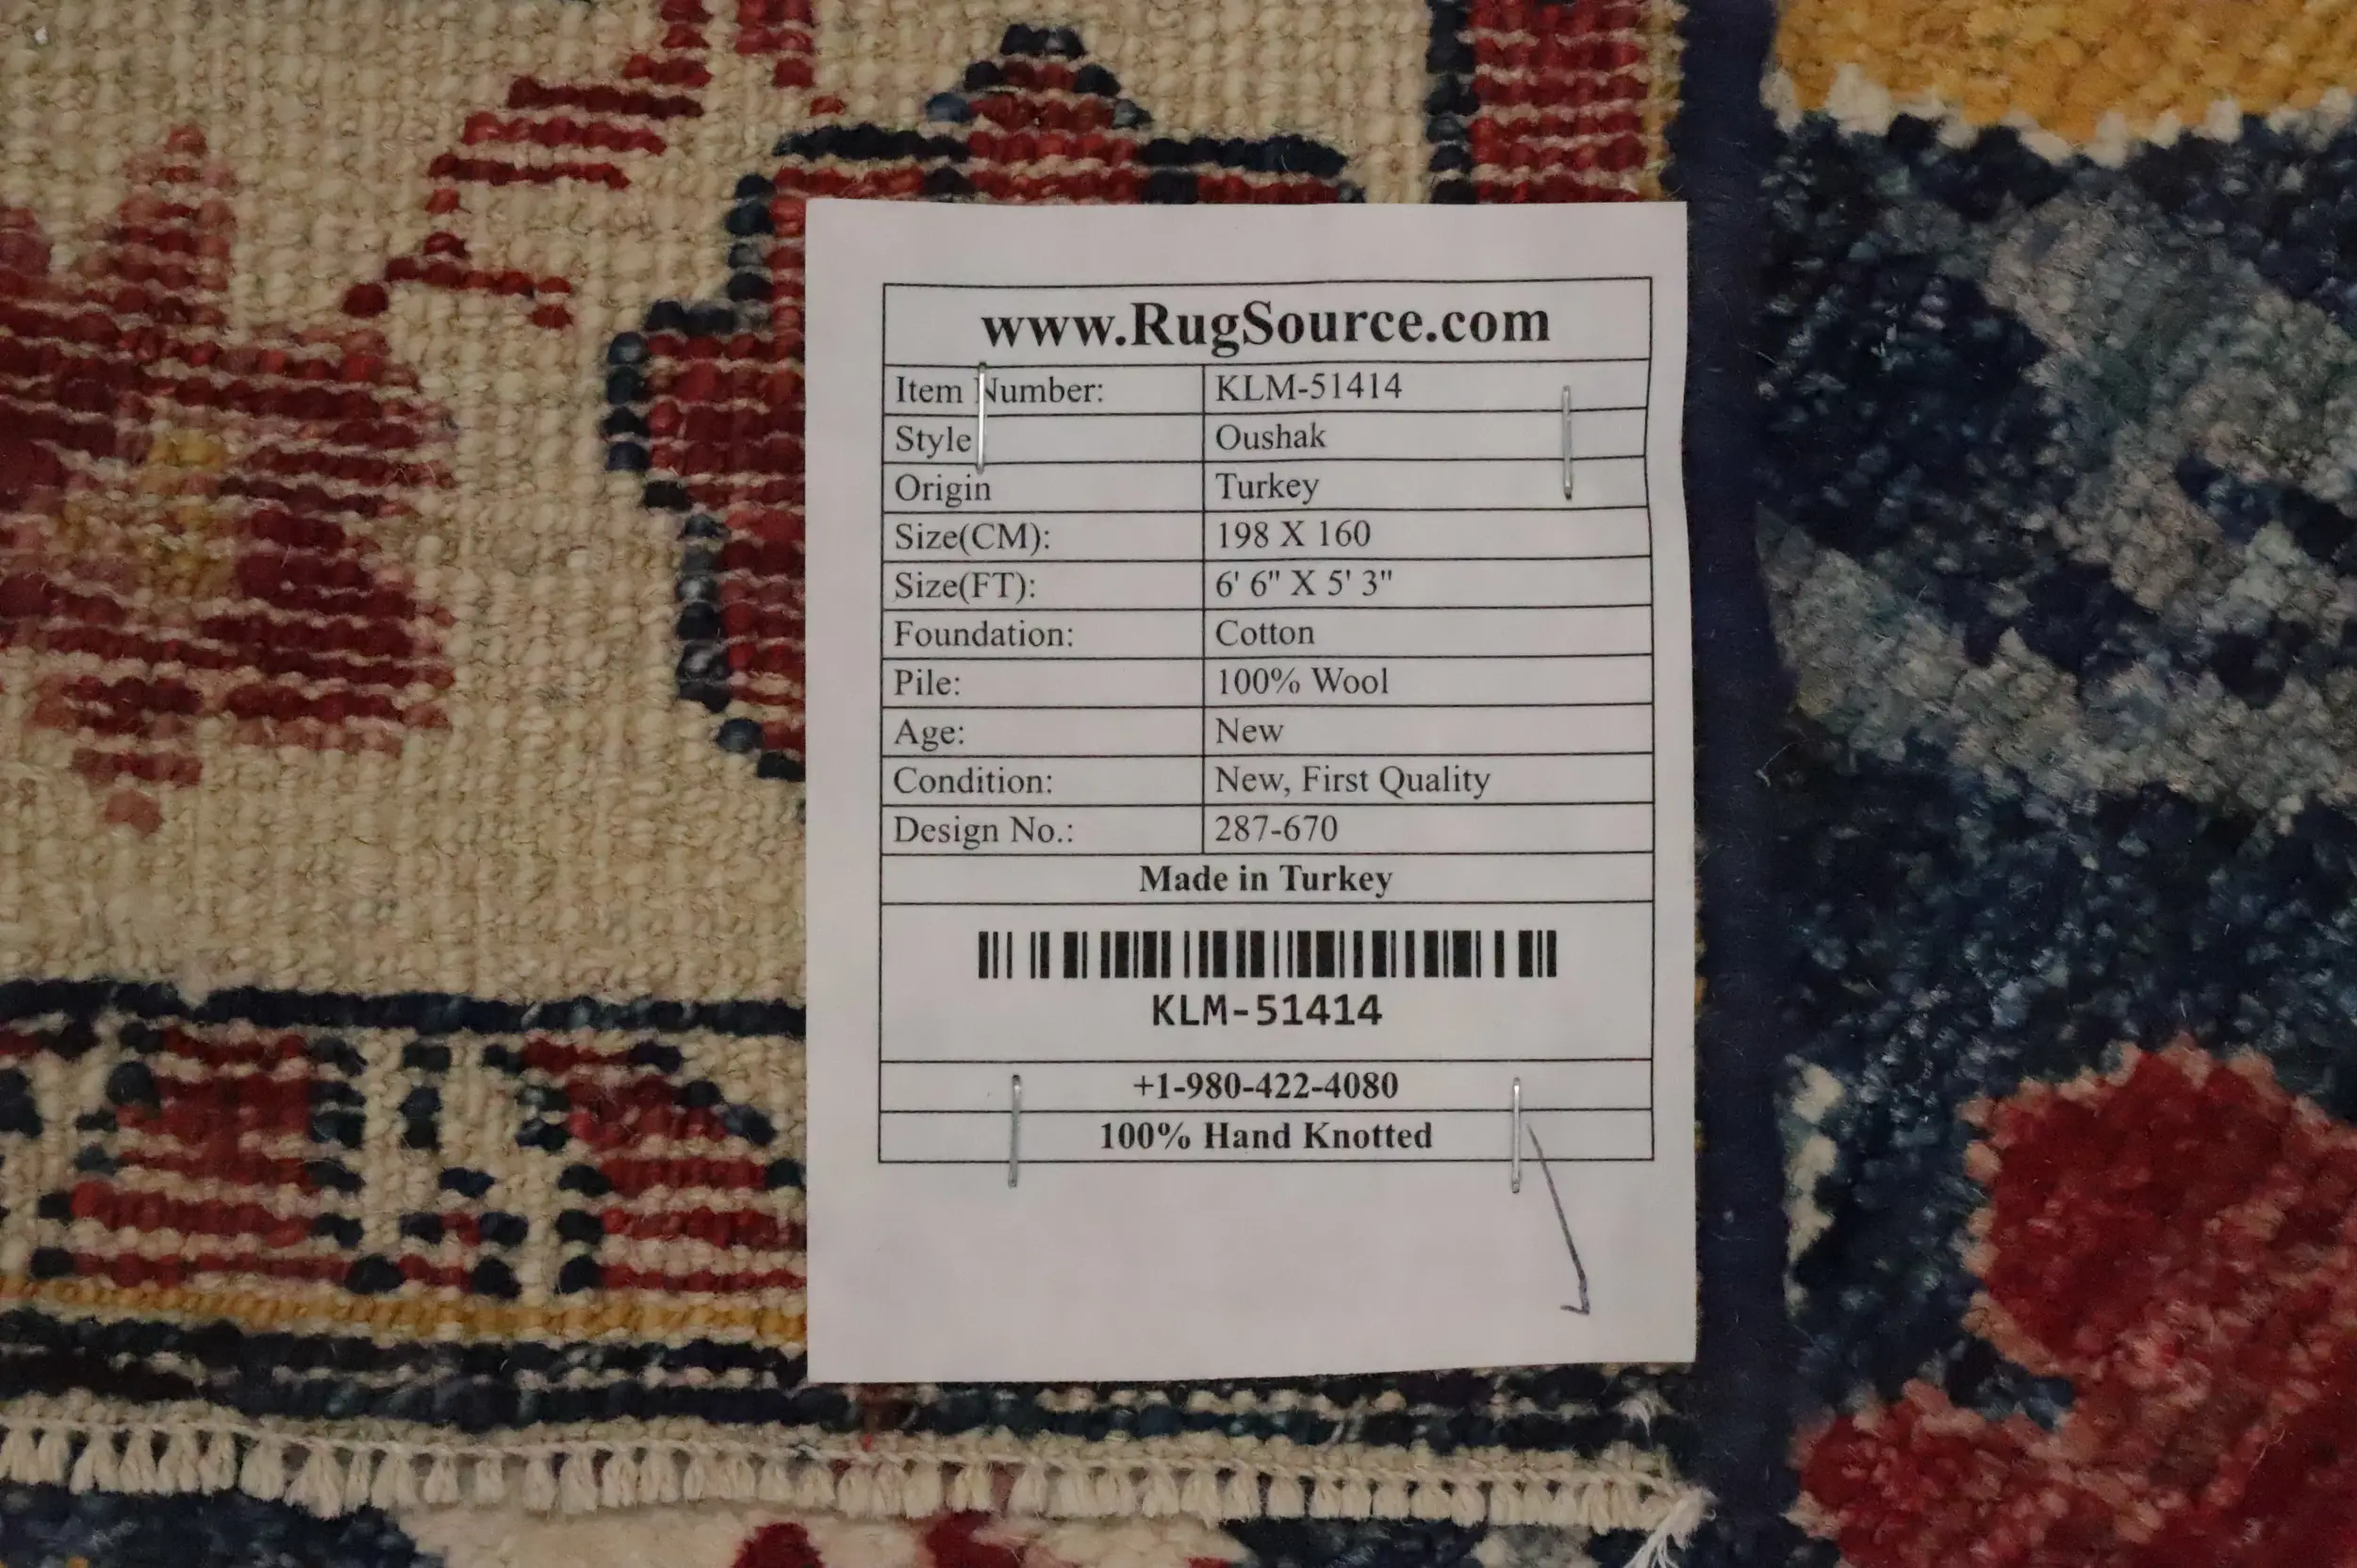 www.RugSource.com
Item Number: KLM-51414
Style Oushak
Origin Turkey
Size(CM): 198 X 160
Size(FT): 6' 6" X 5' 3"
Foundation: Cotton
Pile: 100% Wool
Age: New
Condition: New, First Quality
Design No.: 287-670
Made in Turkey
KLM-51414
+1-980-422-4080
100% Hand Knotted